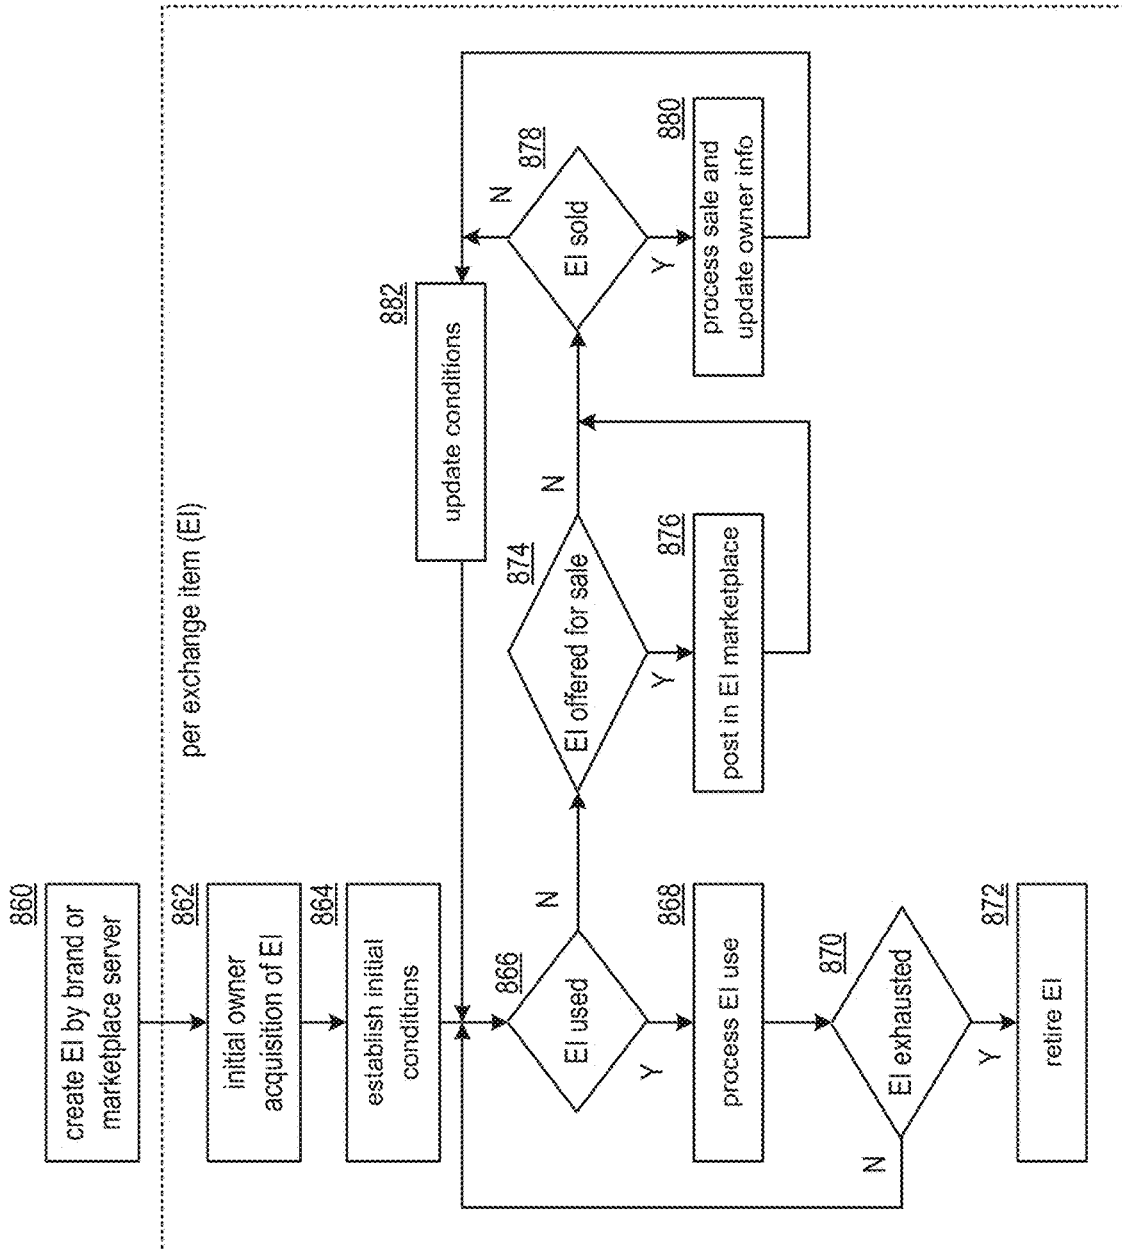 860
create EI by brand or
marketplace server
per exchange item (EI)
862
initial owner
acquisition of EI
864
establish initial
conditions
866
EI used
N
Y
868
process EI use
870
EI exhausted
N
Y
872
retire EI
874
EI offered for sale
N
Y
876
post in EI marketplace
878
EI sold
N
Y
880
process sale and
update owner info
882
update conditions